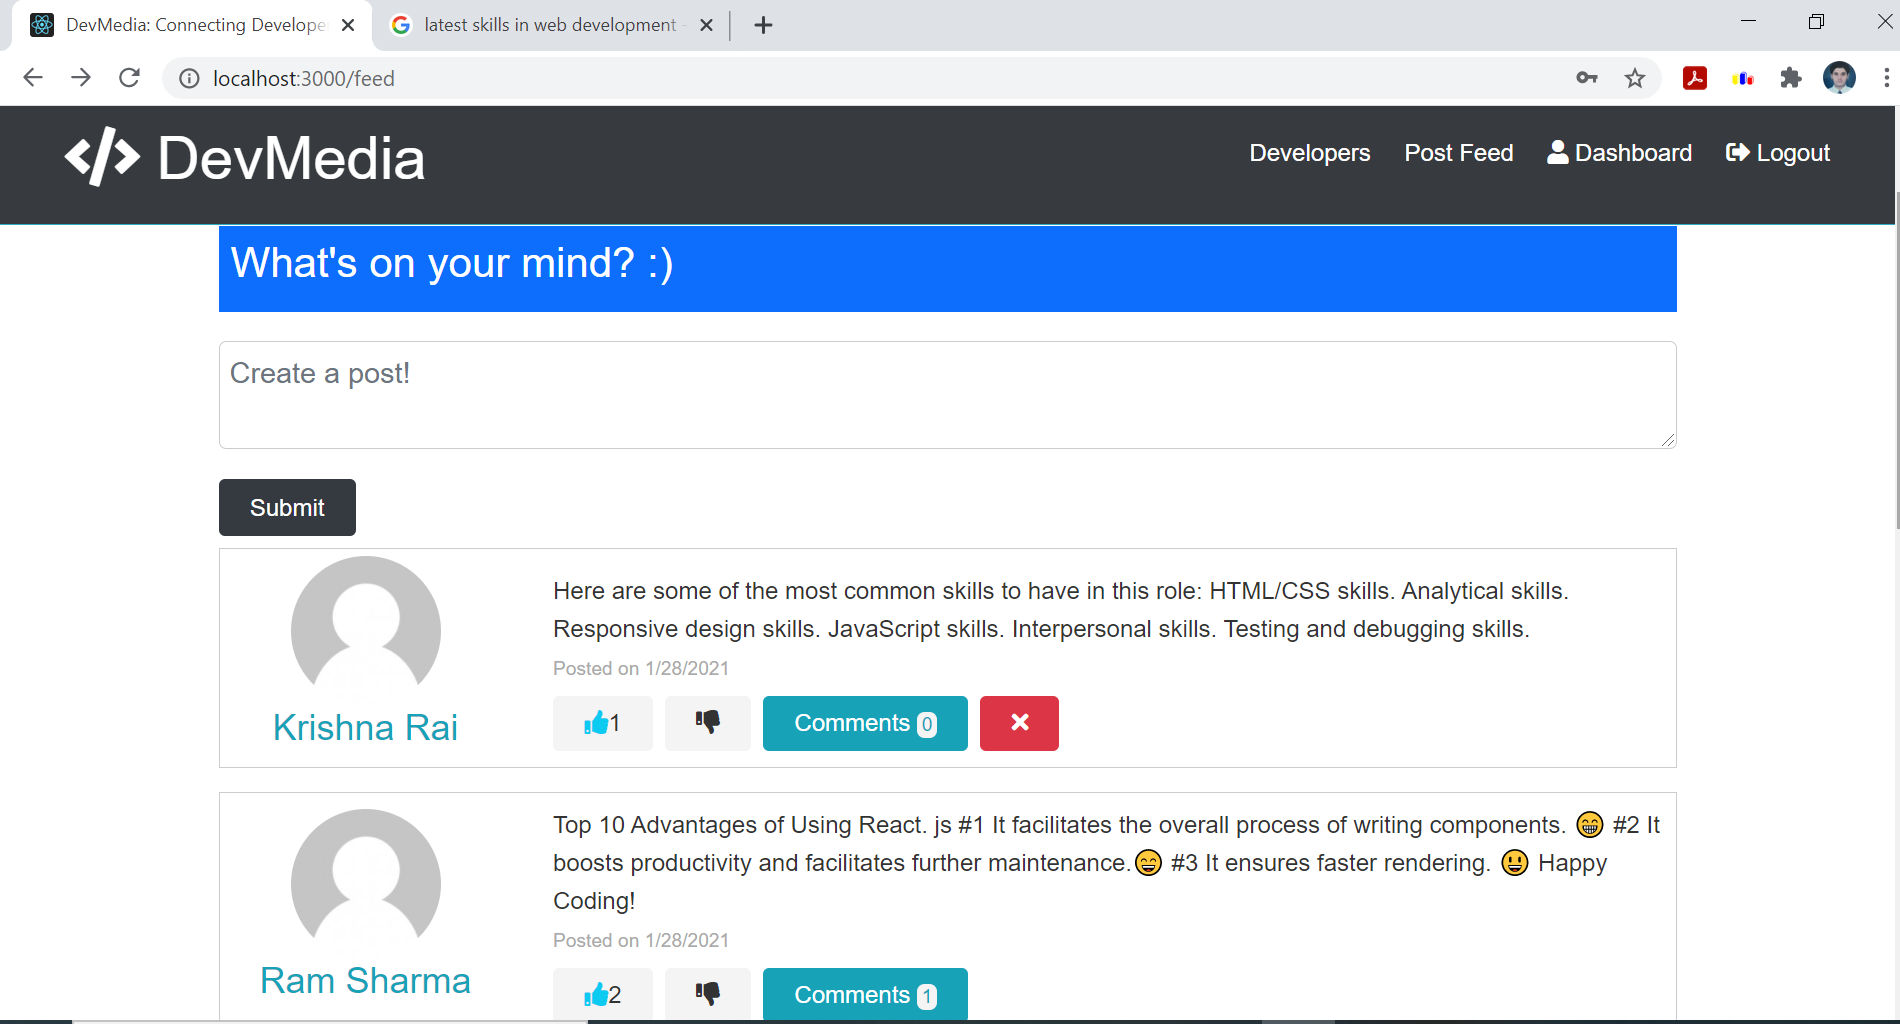 DevMedia: Connecting Develope
latest skills in web development -
localhost:3000/feed
</> DevMedia
Developers Post Feed Dashboard Logout
What's on your mind? :)
Create a post!
Submit
Here are some of the most common skills to have in this role: HTML/CSS skills. Analytical skills.
Responsive design skills. JavaScript skills. Interpersonal skills. Testing and debugging skills.
Posted on 1/28/2021
Krishna Rai
1
Comments 0
Top 10 Advantages of Using React. js #1 It facilitates the overall process of writing components. 😁 #2 It
boosts productivity and facilitates further maintenance.😄 #3 It ensures faster rendering. 😃 Happy
Coding!
Posted on 1/28/2021
Ram Sharma
2
Comments 1